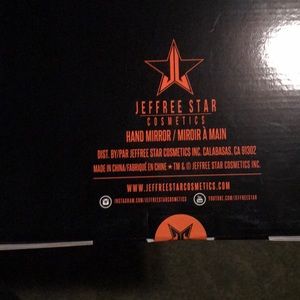 JEFFREE STAR
COSMETICS
HAND MIRROR / MIROIR À MAIN
DIST. BY/PAR JEFFREE STAR COSMETICS INC. CALABASAS, CA 91302
MADE IN CHINA/FABRIQUÉ EN CHINE ★ TM & © JEFFREE STAR COSMETICS INC.
WWW.JEFFREESTARCOSMETICS.COM
INSTAGRAM.COM/JEFFREESTARCOSMETICS YOUTUBE.COM/JEFFREESTAR